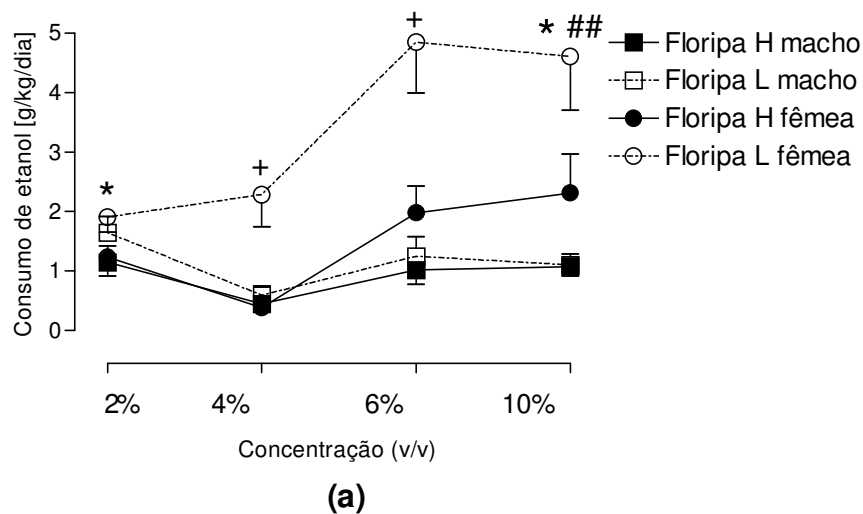 Consumo de etanol [g/kg/dia]
5
4
3
2
1
0
*
+
+
* ##
Floripa H macho
Floripa L macho
Floripa H fêmea
Floripa L fêmea
2% 4% 6% 10%
Concentração (v/v)
(a)